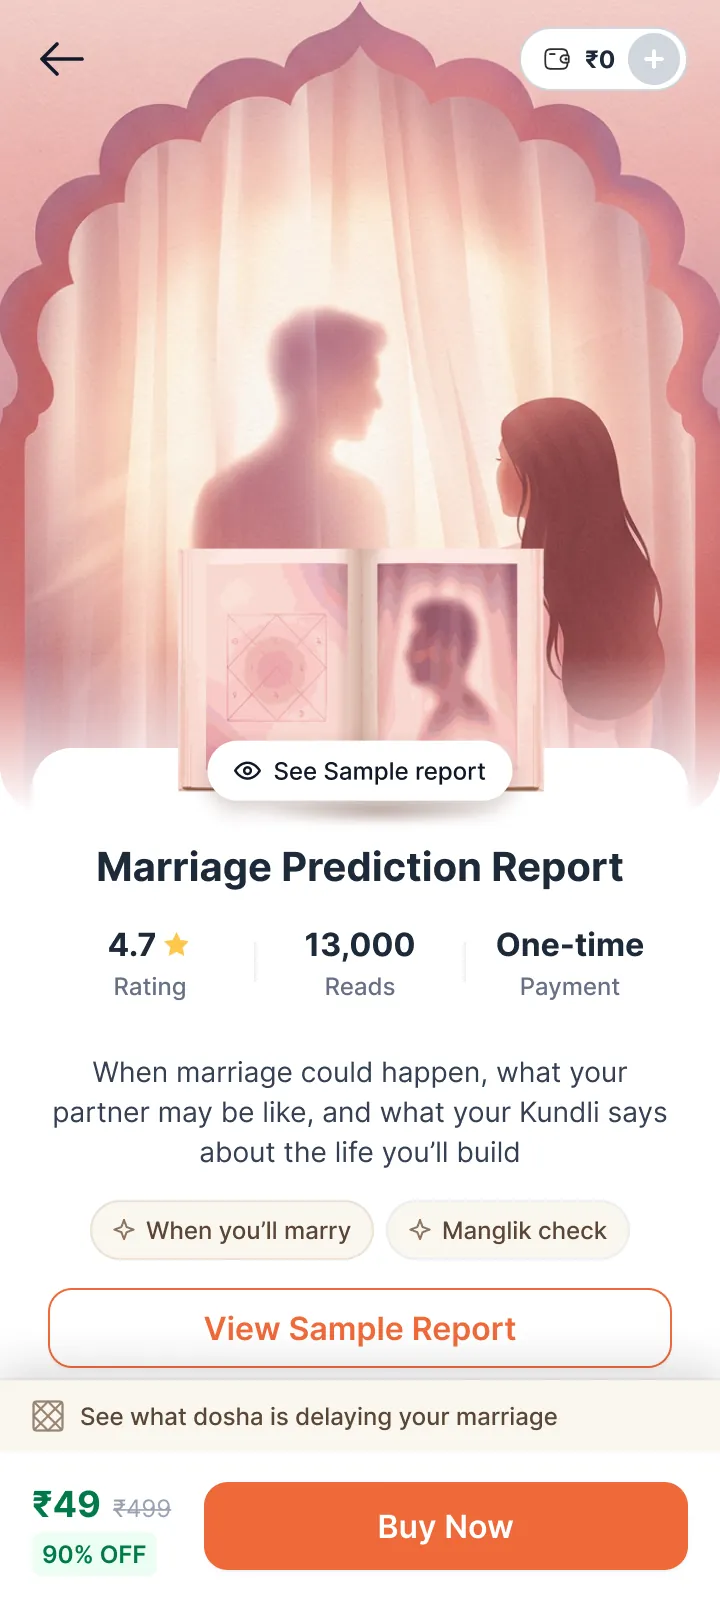 ₹0
See Sample report
Marriage Prediction Report
4.7
Rating
13,000
Reads
One-time
Payment
When marriage could happen, what your
partner may be like, and what your Kundli says
about the life you’ll build
When you’ll marry
Manglik check
View Sample Report
See what dosha is delaying your marriage
₹49 ₹499
90% OFF
Buy Now